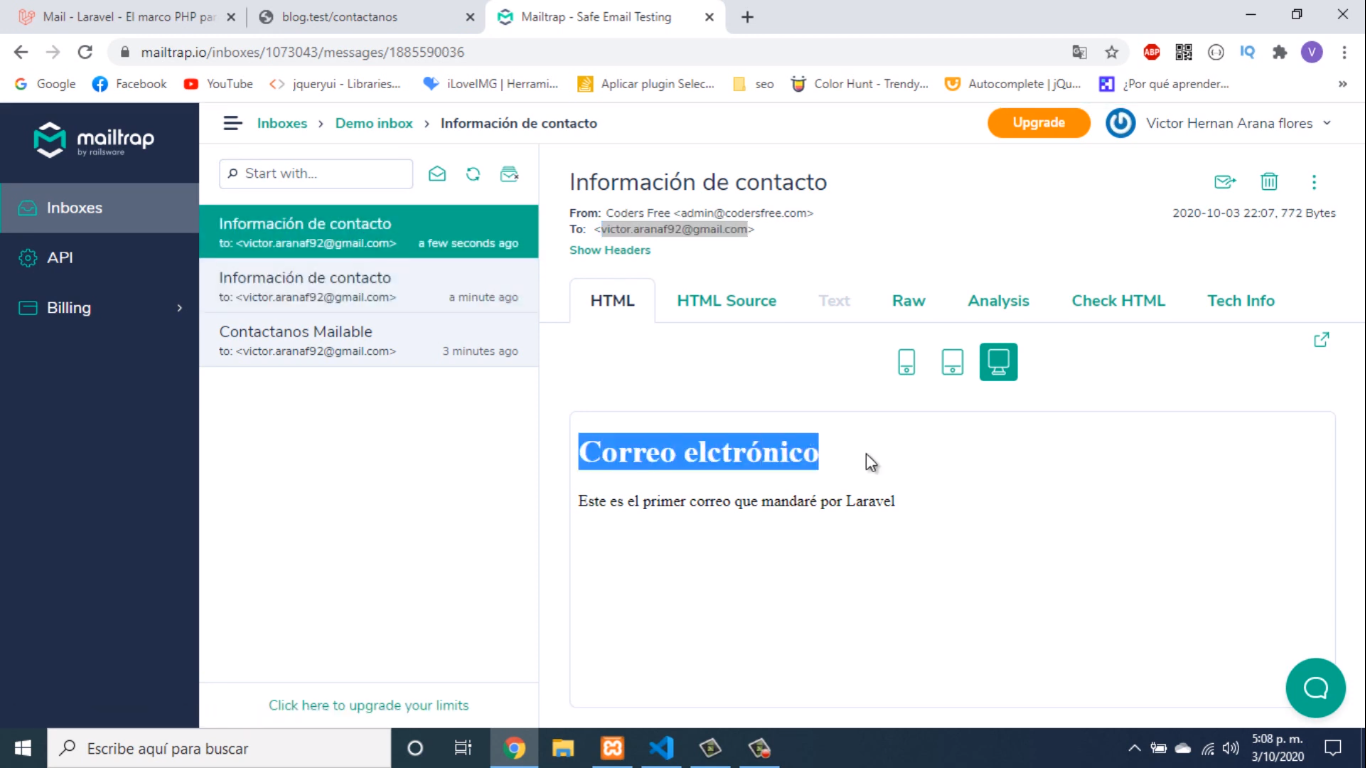 Mail - Laravel - El marco PHP par
blog.test/contactanos
Mailtrap - Safe Email Testing
mailtrap.io/inboxes/1073043/messages/1885590036
ABP
IQ
V
Google
Facebook
YouTube
jqueryui - Libraries...
iLoveIMG | Herrami...
Aplicar plugin Selec...
seo
Color Hunt - Trendy...
Autocomplete | jQu...
¿Por qué aprender...
»
mailtrap
by railsware
Inboxes
API
Billing
Inboxes › Demo inbox › Información de contacto
Upgrade
Victor Hernan Arana flores
Start with...
Información de contacto
to: <victor.aranaf92@gmail.com> a few seconds ago
Información de contacto
to: <victor.aranaf92@gmail.com> a minute ago
Contactanos Mailable
to: <victor.aranaf92@gmail.com> 3 minutes ago
Click here to upgrade your limits
Información de contacto
From: Coders Free <admin@codersfree.com>
2020-10-03 22:07, 772 Bytes
To: <victor.aranaf92@gmail.com>
Show Headers
HTML
HTML Source
Text
Raw
Analysis
Check HTML
Tech Info
Correo elctrónico
Este es el primer correo que mandaré por Laravel
Escribe aquí para buscar
5:08 p. m.
3/10/2020